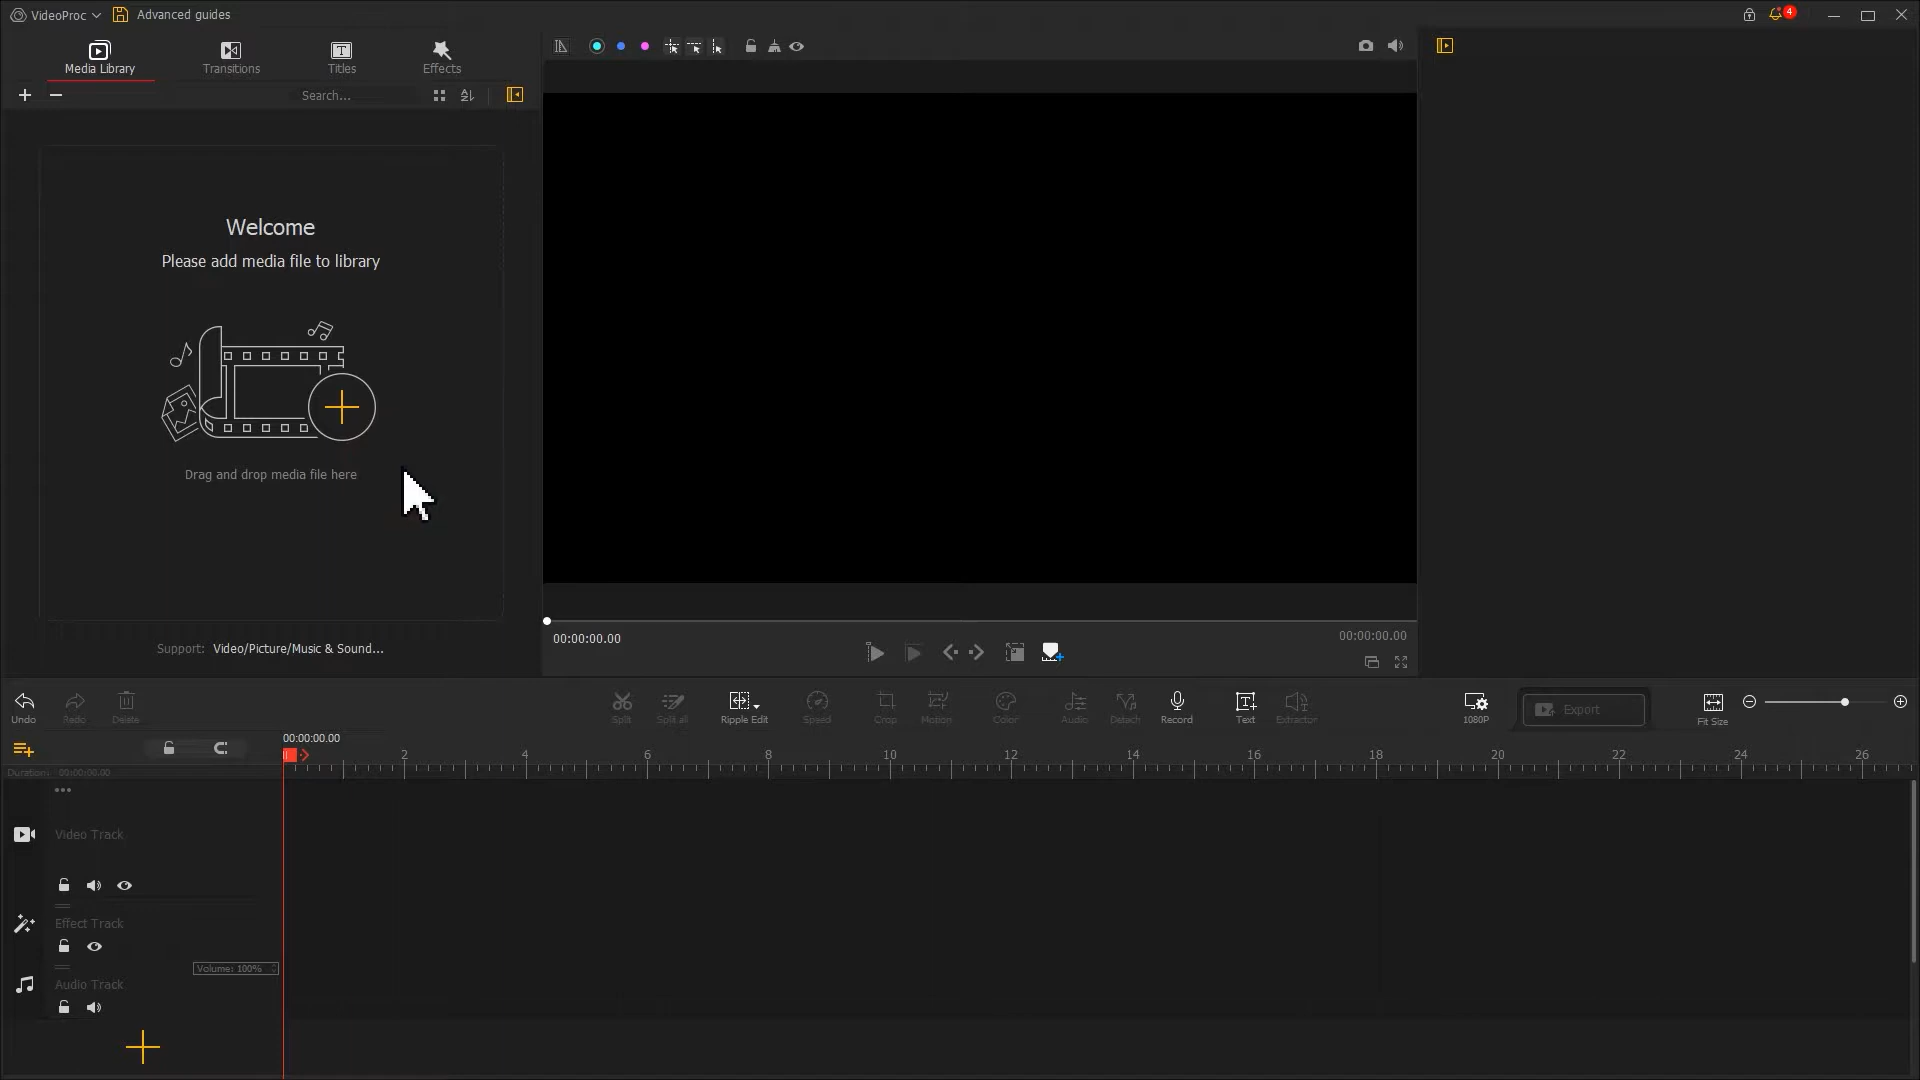 VideoProc
Advanced guides
4
Media Library
Transitions
Titles
Effects
Search...
Welcome
Please add media file to library
Drag and drop media file here
Support: Video/Picture/Music & Sound...
00:00:00.00
00:00:00.00
Undo
Redo
Delete
Split
Split all
Ripple Edit
Speed
Crop
Motion
Color
Audio
Detach
Record
Text
Extractor
1080P
Export
Fit Size
00:00:00.00
2 4 6 8 10 12 14 16 18 20 22 24 26
Duration: 00:00:00.00
Video Track
Effect Track
Volume: 100%
Audio Track